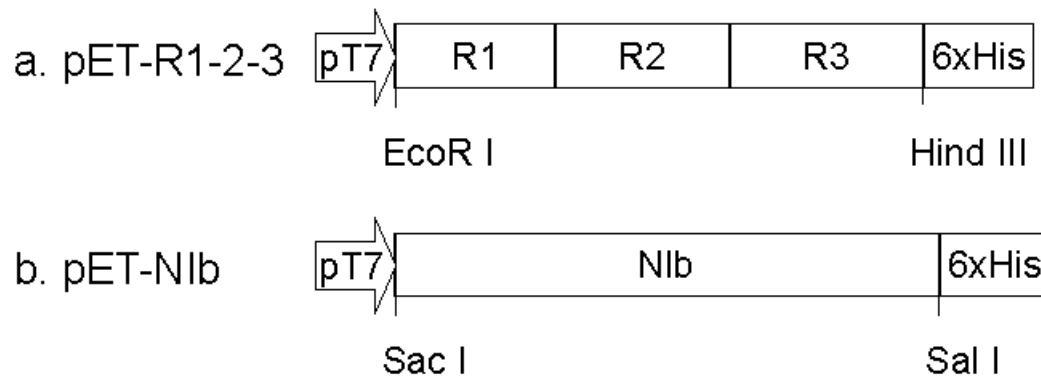 a. pET-R1-2-3 pT7 R1 R2 R3 6xHis
EcoR I Hind III
b. pET-NIb pT7 NIb 6xHis
Sac I Sal I